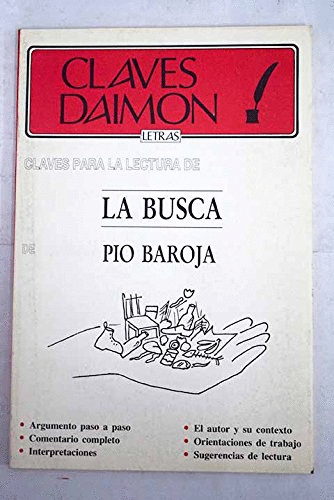 CLAVES
DAIMON
LETRAS
CLAVES PARA LA LECTURA DE
LA BUSCA
DE
PIO BAROJA
• Argumento paso a paso
• Comentario completo
• Interpretaciones
• El autor y su contexto
• Orientaciones de trabajo
• Sugerencias de lectura